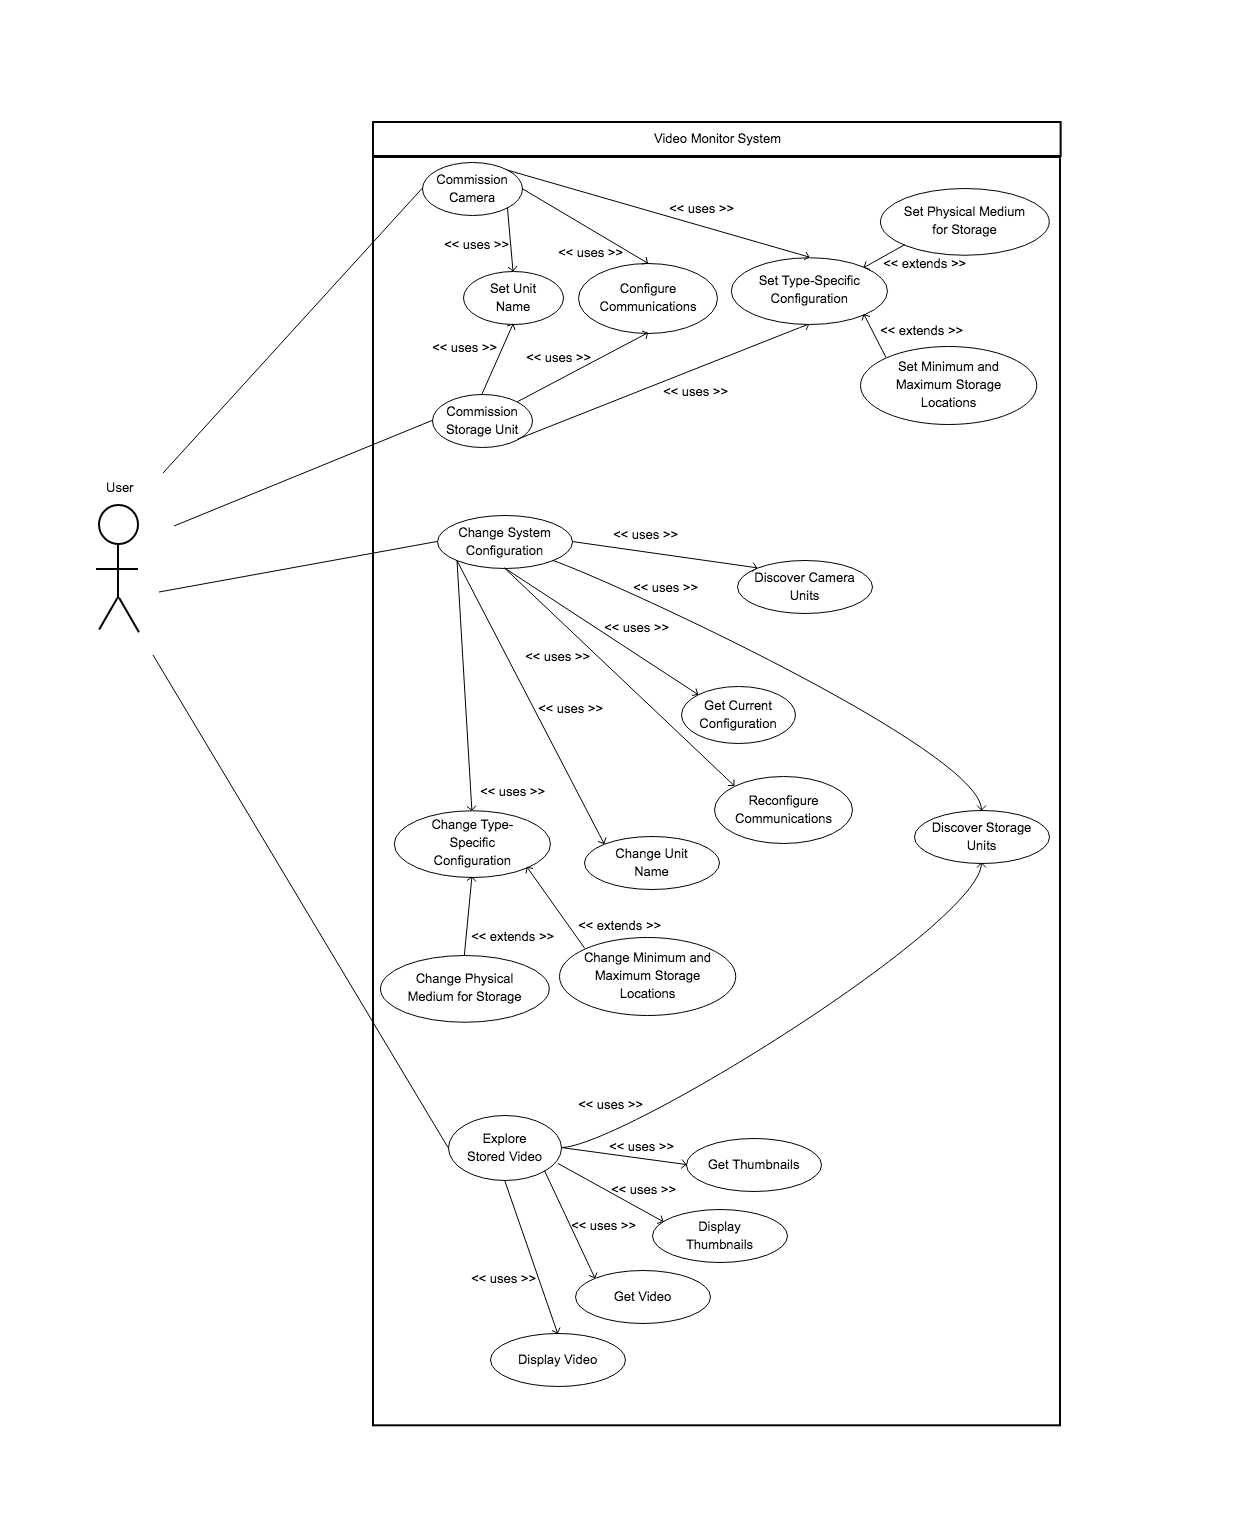 Video Monitor System
Commission
Camera
<< uses >>
Set Physical Medium
for Storage
<< uses >>
<< uses >>
<< extends >>
Set Unit
Name
Configure
Communications
Set Type-Specific
Configuration
<< extends >>
<< uses >>
<< uses >>
Set Minimum and
Maximum Storage
Locations
<< uses >>
Commission
Storage Unit
User
Change System
Configuration
<< uses >>
Discover Camera
Units
<< uses >>
<< uses >>
<< uses >>
<< uses >>
Get Current
Configuration
<< uses >>
Reconfigure
Communications
Change Type-
Specific
Configuration
Discover Storage
Units
Change Unit
Name
<< extends >>
<< extends >>
Change Physical
Medium for Storage
Change Minimum and
Maximum Storage
Locations
<< uses >>
Explore
Stored Video
<< uses >>
Get Thumbnails
<< uses >>
<< uses >>
Display
Thumbnails
<< uses >>
Get Video
Display Video